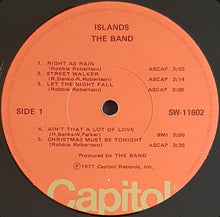 ISLANDS
THE BAND
1. RIGHT AS RAIN ASCAP 3:50
(Robbie Robertson)
2. STREET WALKER ASCAP 3:14
(R.Danko-R.Robertson)
3. LET THE NIGHT FALL ASCAP 3:08
(Robbie Robertson)
SIDE 1 SW-11602
4. AIN'T THAT A LOT OF LOVE BMI 3:06
(H.Banks-Parker)
5. CHRISTMAS MUST BE TONIGHT ASCAP 3:35
(Robbie Robertson)
Produced by THE BAND
℗1977 Capitol Records, Inc.
Capitol